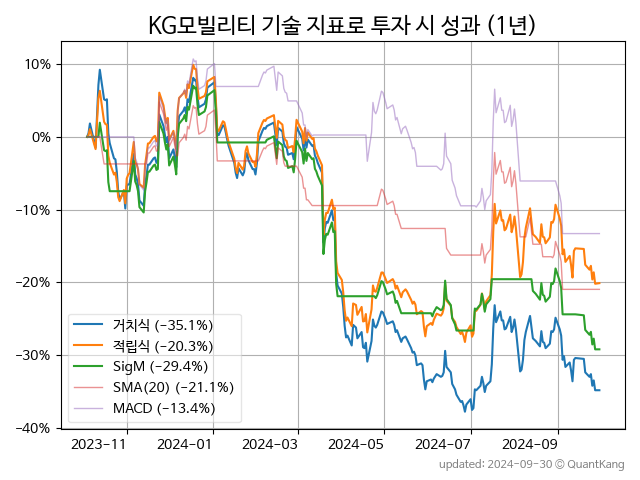 KG모빌리티 기술 지표로 투자 시 성과 (1년)
10%
0%
−10%
−20%
−30%
−40%
거치식 (−35.1%)
적립식 (−20.3%)
SigM (−29.4%)
SMA(20) (−21.1%)
MACD (−13.4%)
2023-11
2024-01
2024-03
2024-05
2024-07
2024-09
updated: 2024-09-30 © QuantKang